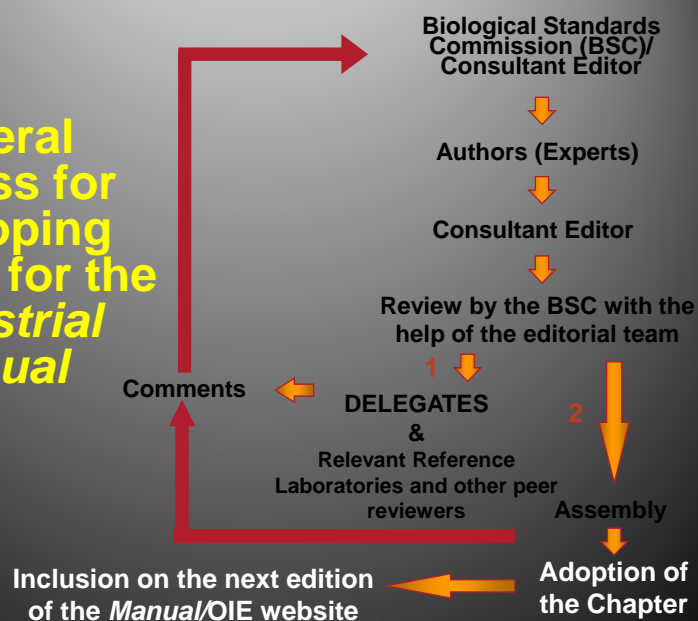 eral
ss for
oping
for the
strial
ual
Biological Standards
Commission (BSC)/
Consultant Editor
Authors (Experts)
Consultant Editor
Review by the BSC with the
help of the editorial team
1
2
Comments
DELEGATES
&
Relevant Reference
Laboratories and other peer
reviewers
Assembly
Adoption of
the Chapter
Inclusion on the next edition
of the Manual/OIE website